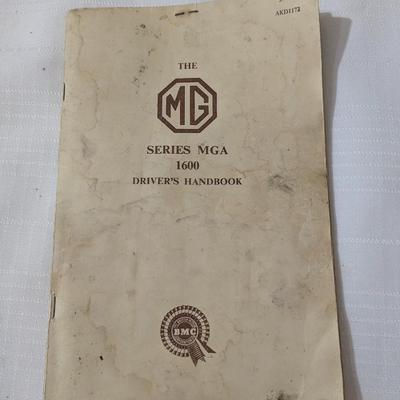 AKD1172
THE
MG
SERIES MGA
1600
DRIVER'S HANDBOOK
BMC